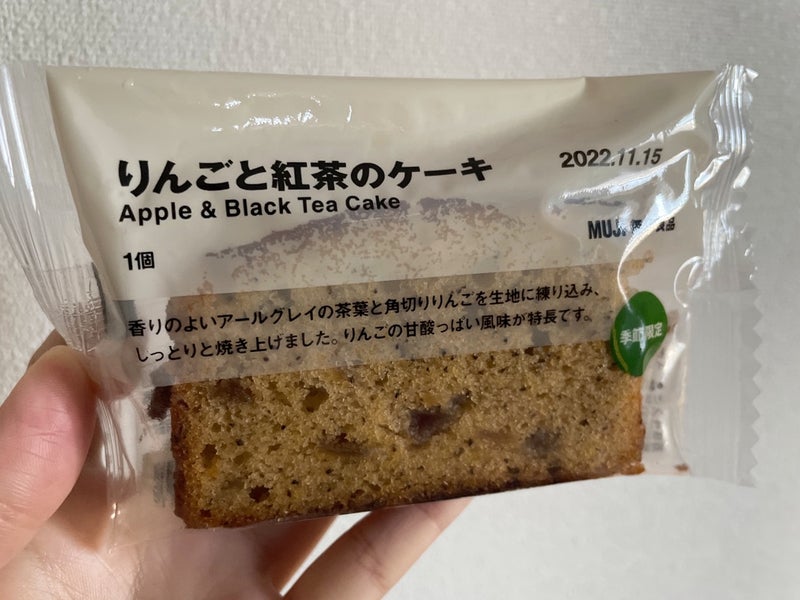 りんごと紅茶のケーキ
2022.11.15
Apple & Black Tea Cake
MUJI 食品
1個
香りのよいアールグレイの茶葉と角切りりんごを生地に練り込み、
しっとりと焼き上げました。りんごの甘酸っぱい風味が特長です。
季節限定